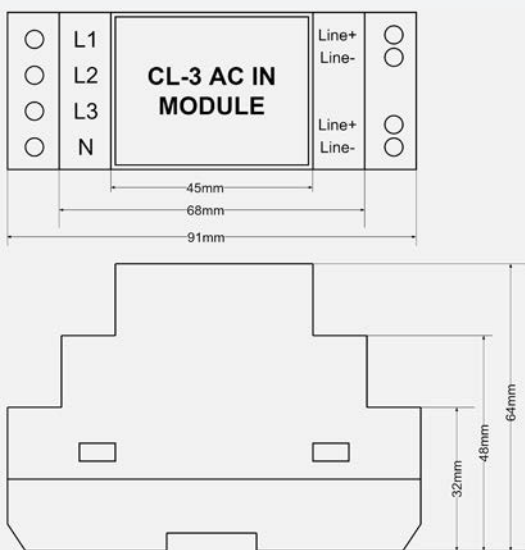 L1
L2
L3
N
CL-3 AC IN
MODULE
Line+
Line-
Line+
Line-
45mm
68mm
91mm
64mm
48mm
32mm